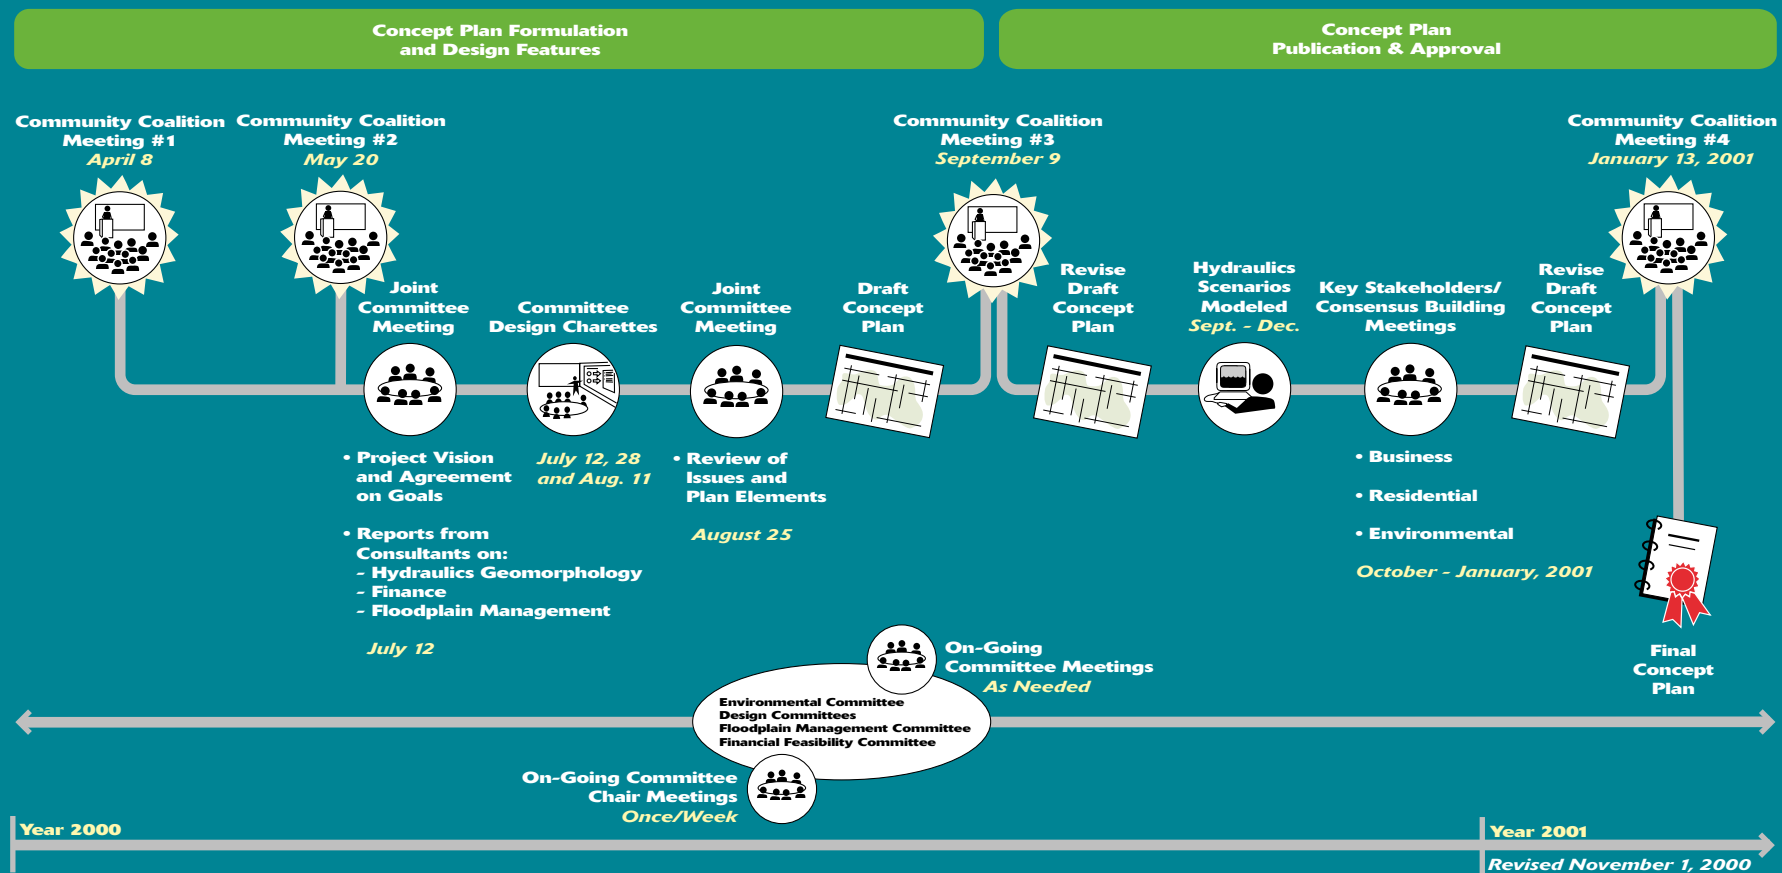 Concept Plan Formulation
and Design Features
Concept Plan
Publication & Approval
Community Coalition
Meeting #1
April 8
Community Coalition
Meeting #2
May 20
Community Coalition
Meeting #3
September 9
Community Coalition
Meeting #4
January 13, 2001
Joint
Committee
Meeting
Committee
Design Charettes
Joint
Committee
Meeting
Draft
Concept
Plan
Revise
Draft
Concept
Plan
Hydraulics
Scenarios
Modeled
Sept. - Dec.
Key Stakeholders/
Consensus Building
Meetings
Revise
Draft
Concept
Plan
• Project Vision
and Agreement
on Goals
• Reports from
Consultants on:
- Hydraulics Geomorphology
- Finance
- Floodplain Management
July 12
July 12, 28
and Aug. 11
• Review of
Issues and
Plan Elements
August 25
• Business
• Residential
• Environmental
October - January, 2001
Final
Concept
Plan
On-Going
Committee Meetings
As Needed
Environmental Committee
Design Committees
Floodplain Management Committee
Financial Feasibility Committee
On-Going Committee
Chair Meetings
Once/Week
Year 2000
Year 2001
Revised November 1, 2000